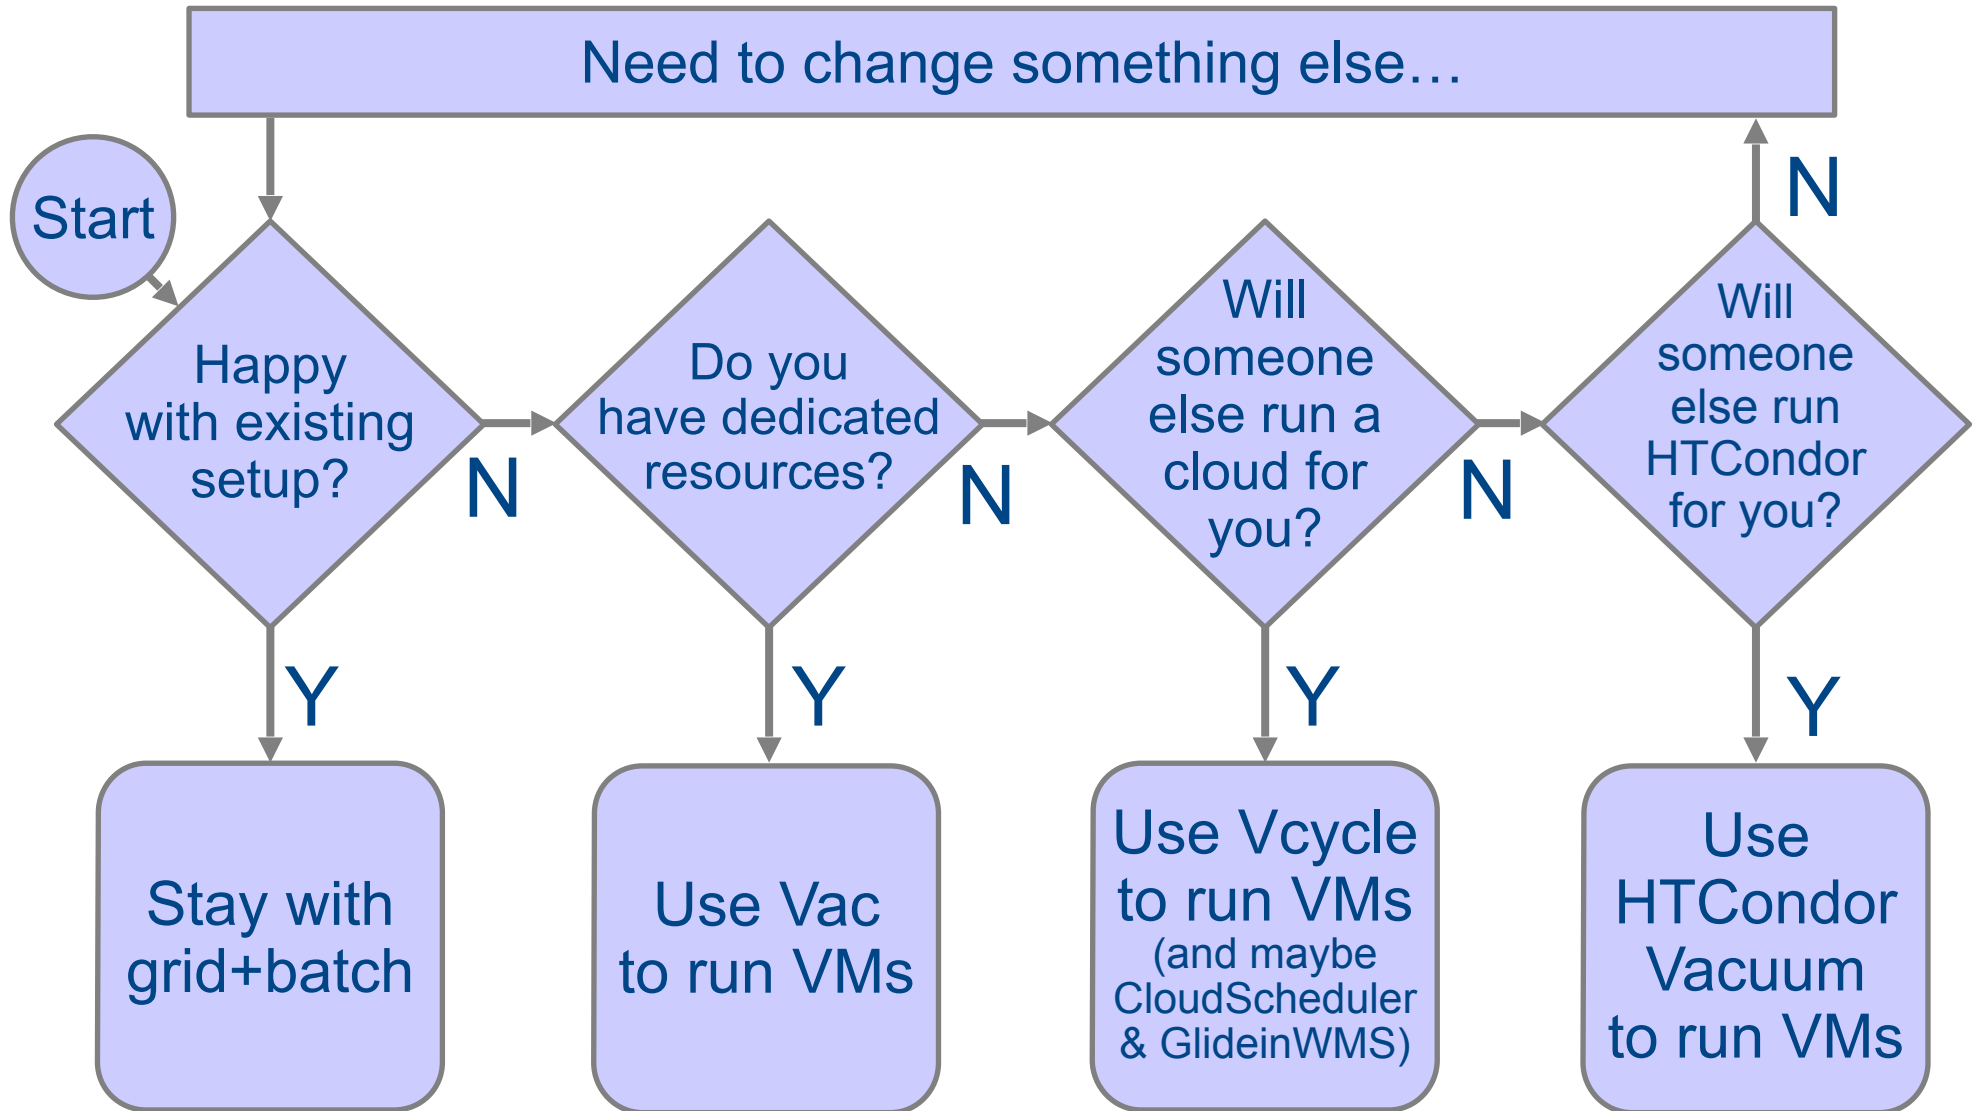 Need to change something else…
Start
Happy
with existing
setup?
N
Do you
have dedicated
resources?
N
Will
someone
else run a
cloud for
you?
N
Will
someone
else run
HTCondor
for you?
N
Y
Y
Y
Y
Stay with
grid+batch
Use Vac
to run VMs
Use Vcycle
to run VMs
(and maybe
CloudScheduler
& GlideinWMS)
Use
HTCondor
Vacuum
to run VMs